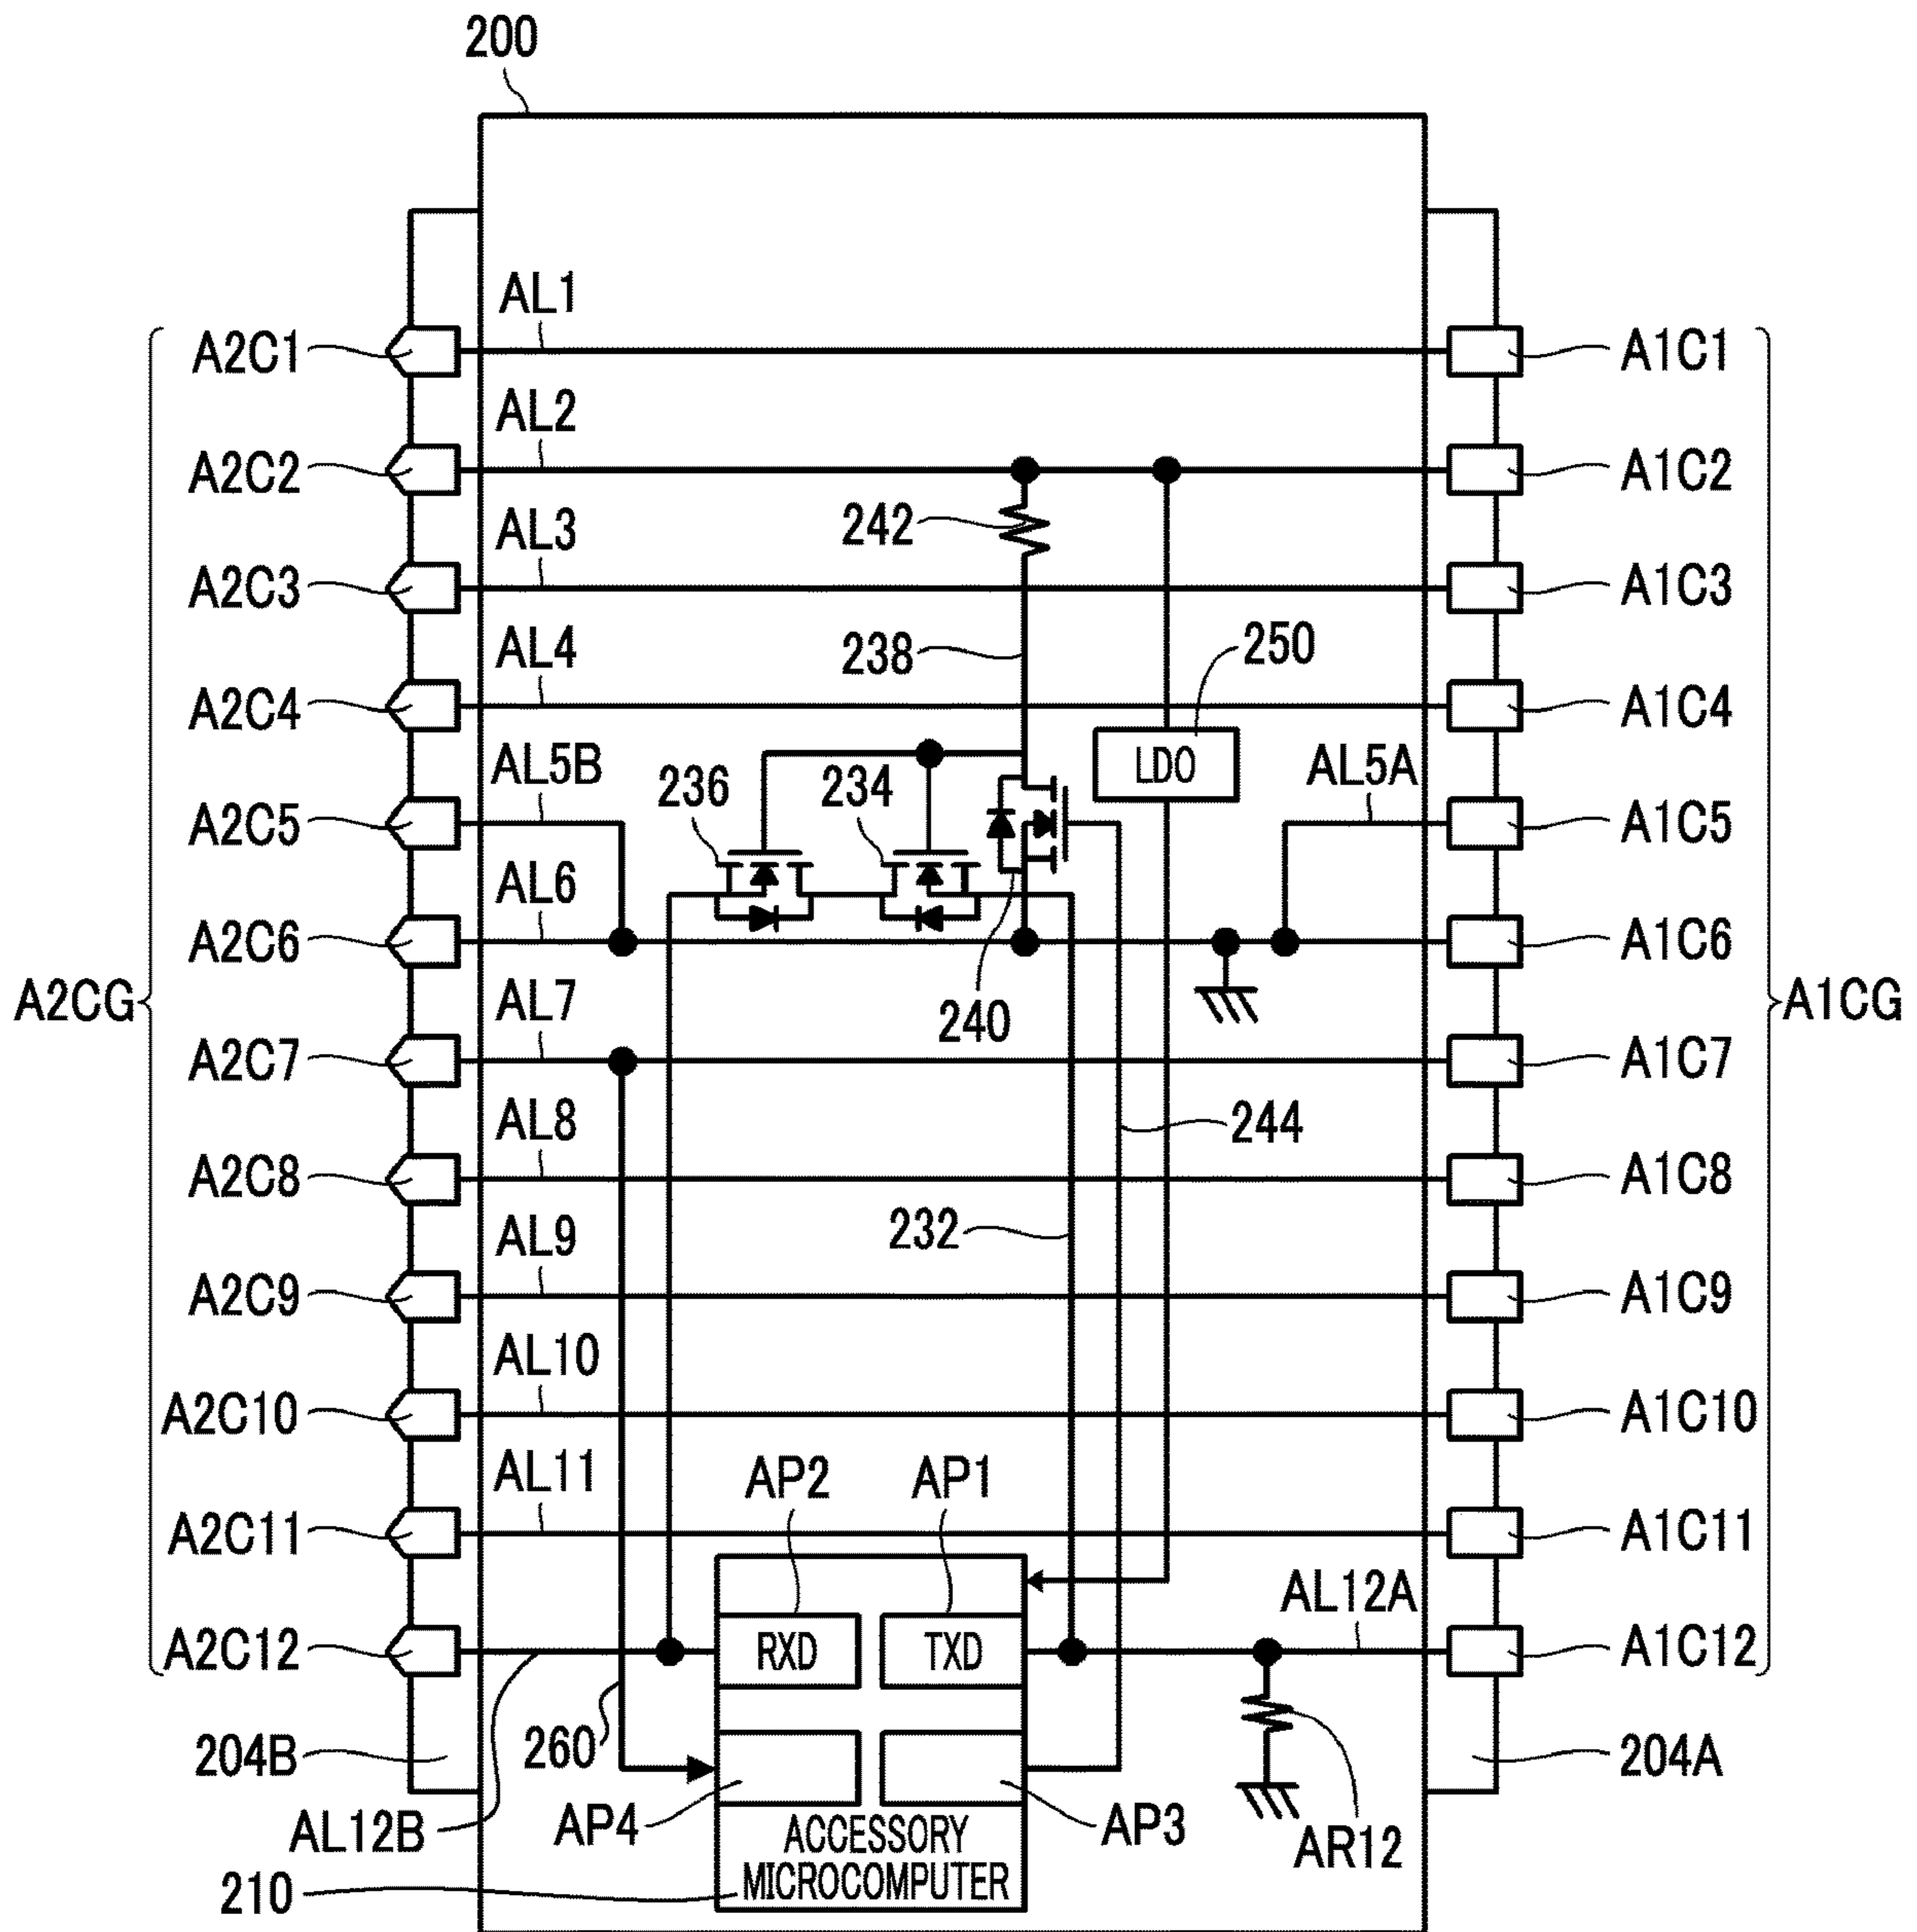 200
AL1
A2C1
A1C1
AL2
A2C2
A1C2
242
AL3
A2C3
A1C3
238
250
AL4
A2C4
A1C4
LDO
AL5B
236
234
AL5A
A2C5
A1C5
AL6
A2C6
A1C6
A2CG
240
A1CG
AL7
A2C7
A1C7
AL8
244
A2C8
A1C8
232
AL9
A2C9
A1C9
AL10
A2C10
A1C10
AL11
AP2
AP1
A2C11
A1C11
AL12A
A2C12
RXD
TXD
A1C12
260
204B
204A
AL12B
AP4
AP3
AR12
ACCESSORY
MICROCOMPUTER
210